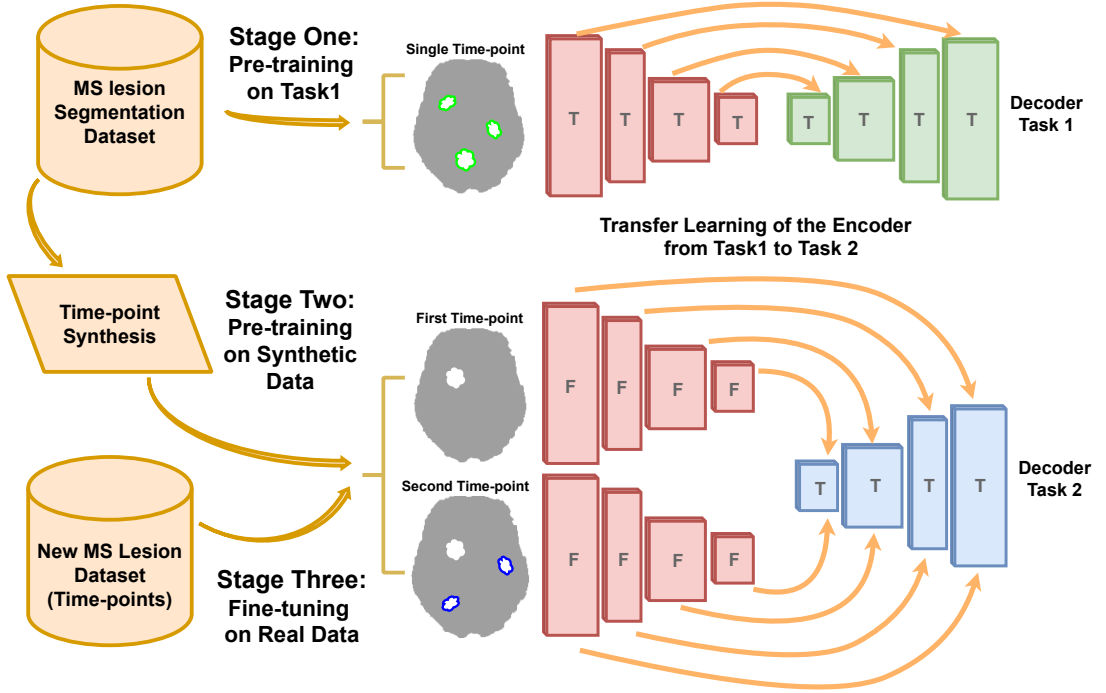 MS lesion
Segmentation
Dataset
Stage One:
Pre-training
on Task1
Single Time-point
T
T
T
T
T
T
T
T
Decoder
Task 1
Transfer Learning of the Encoder
from Task1 to Task 2
Time-point
Synthesis
Stage Two:
Pre-training
on Synthetic
Data
First Time-point
F
F
F
F
Second Time-point
F
F
F
F
T
T
T
T
Decoder
Task 2
New MS Lesion
Dataset
(Time-points)
Stage Three:
Fine-tuning
on Real Data